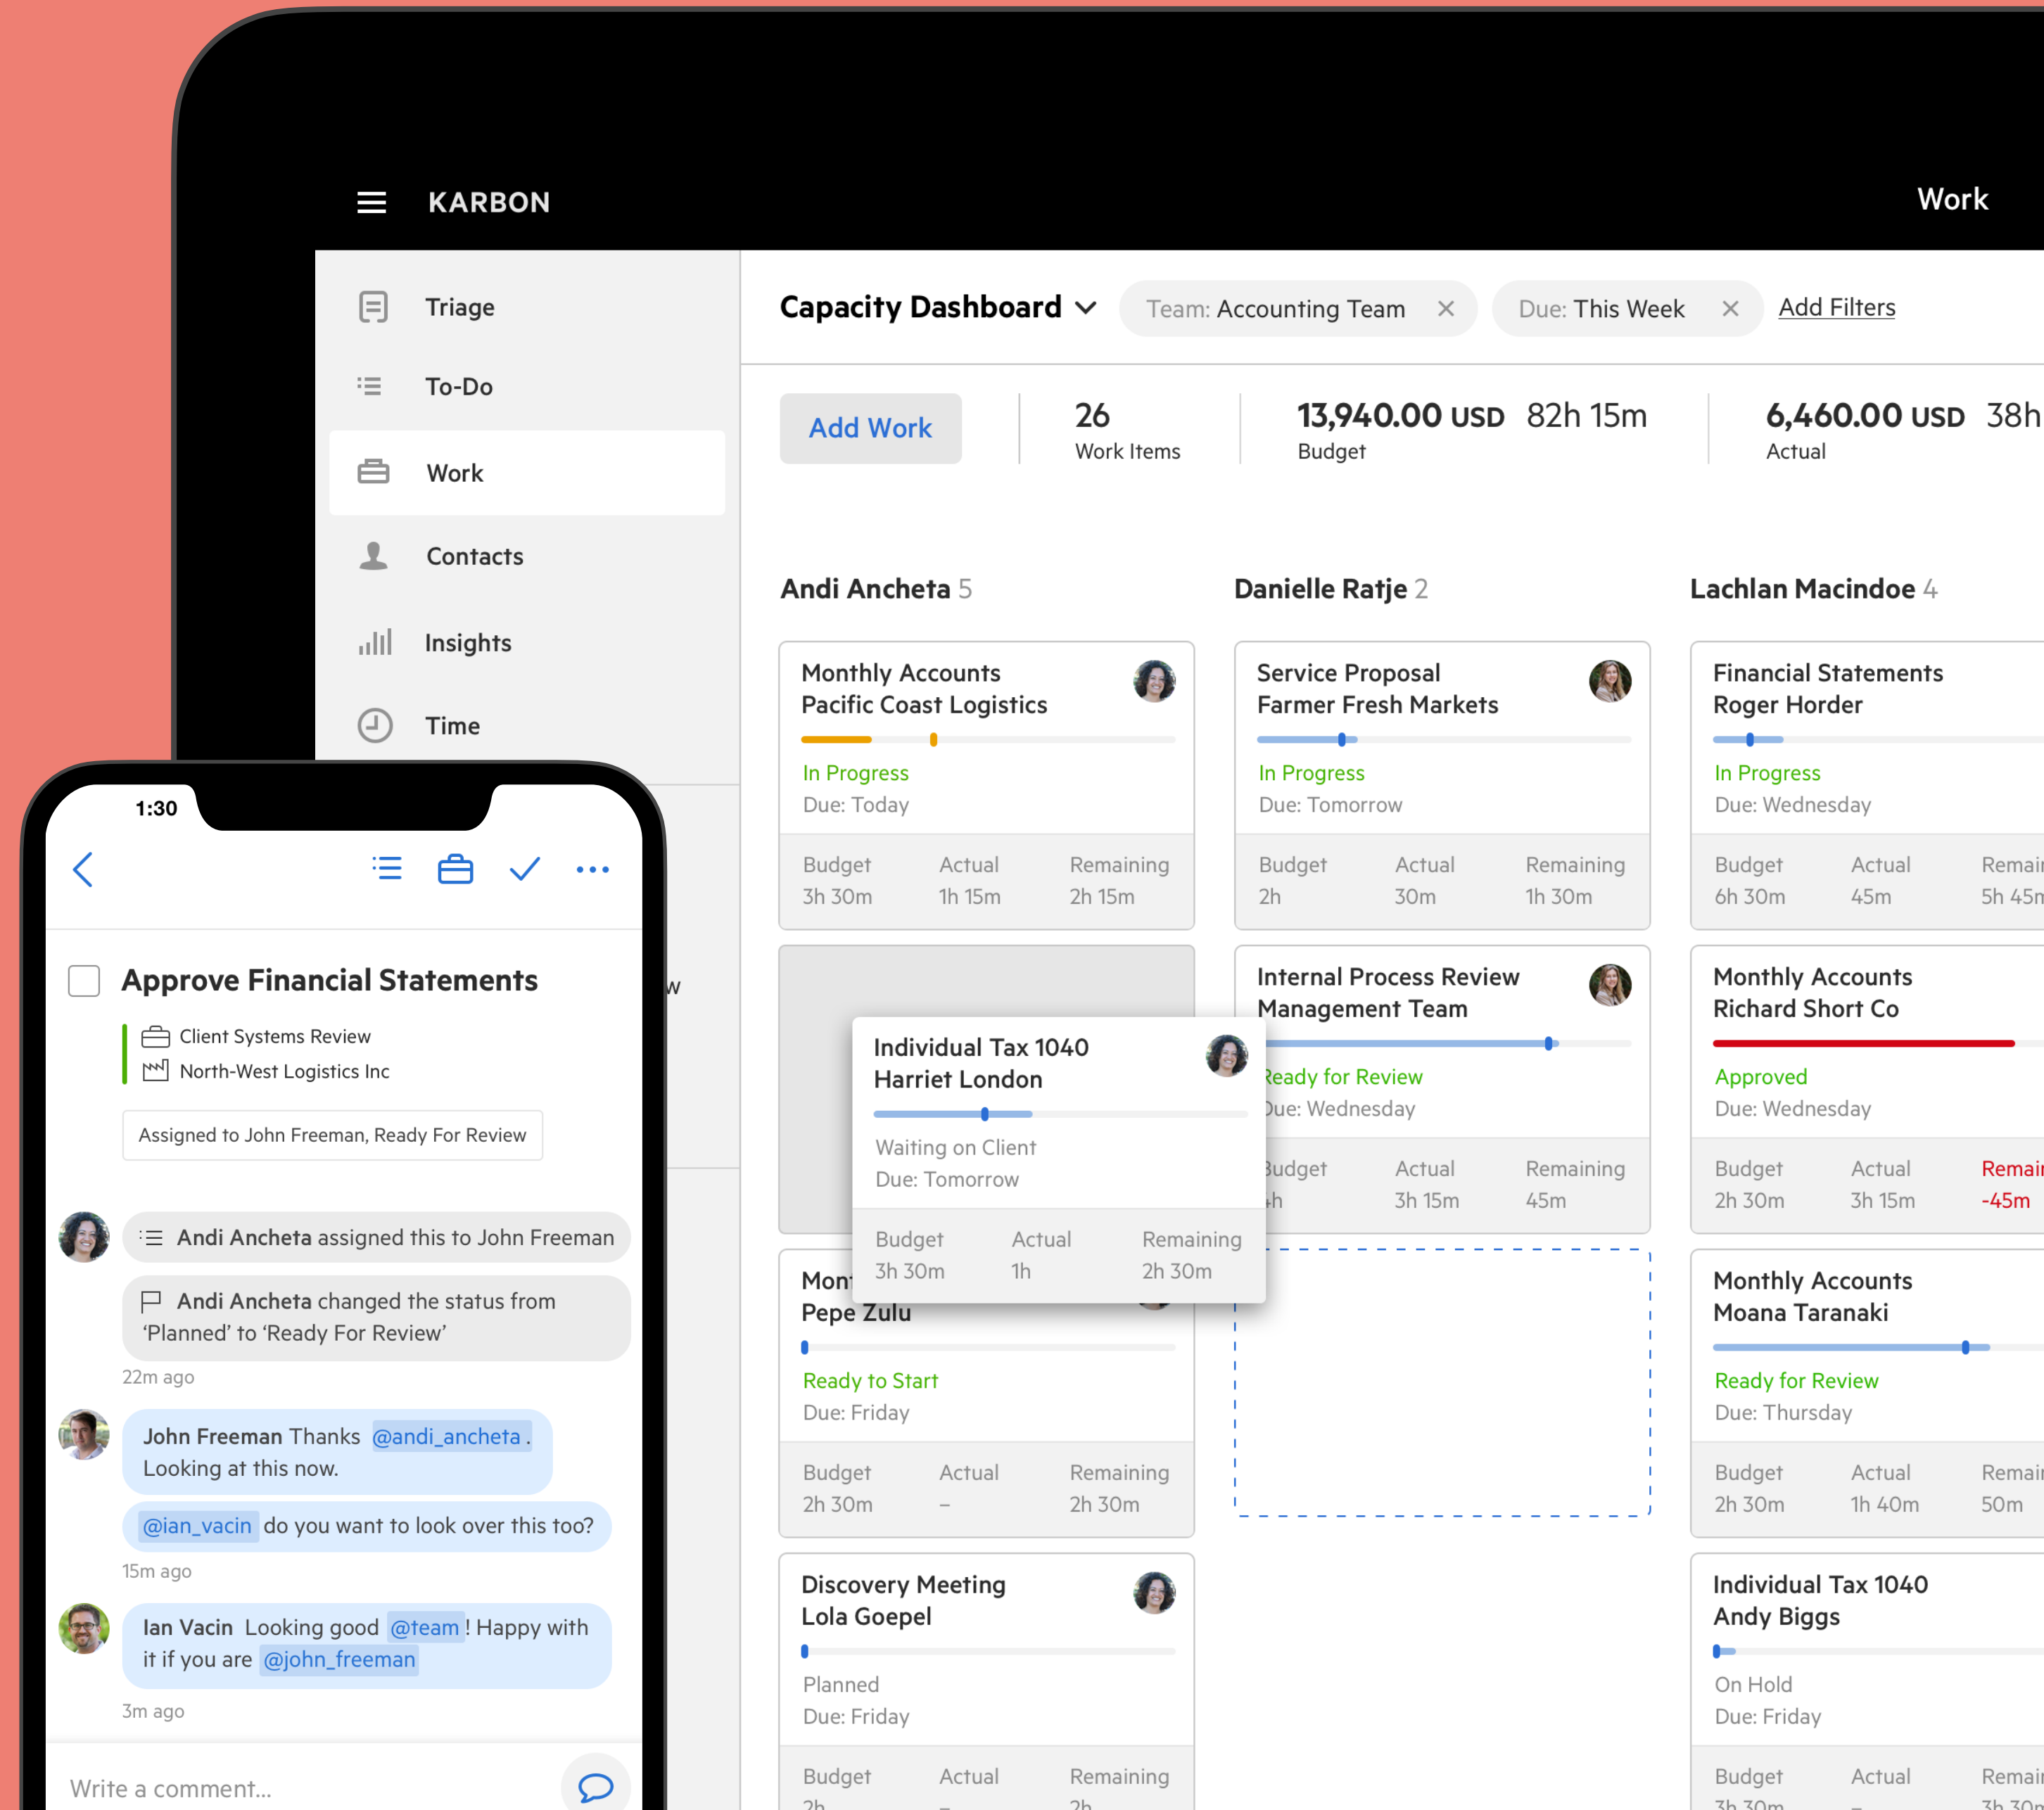 KARBON
Work
Triage
To-Do
Work
Contacts
Insights
Time
Capacity Dashboard
Team: Accounting Team
Due: This Week
Add Filters
Add Work
26
Work Items
13,940.00 USD 82h 15m
Budget
6,460.00 USD 38h
Actual
Andi Ancheta 5
Monthly Accounts
Pacific Coast Logistics
In Progress
Due: Today
Budget Actual Remaining
3h 30m 1h 15m 2h 15m
Individual Tax 1040
Harriet London
Waiting on Client
Due: Tomorrow
Budget Actual Remaining
3h 30m 1h 2h 30m
Pepe Zulu
Ready to Start
Due: Friday
Budget Actual Remaining
2h 30m – 2h 30m
Discovery Meeting
Lola Goepel
Planned
Due: Friday
Budget Actual Remaining
2h – 2h
Danielle Ratje 2
Service Proposal
Farmer Fresh Markets
In Progress
Due: Tomorrow
Budget Actual Remaining
2h 30m 1h 30m
Internal Process Review
Management Team
Ready for Review
Due: Wednesday
Budget Actual Remaining
3h 15m 45m
Lachlan Macindoe 4
Financial Statements
Roger Horder
In Progress
Due: Wednesday
Budget Actual
6h 30m 45m 5h 45m
Monthly Accounts
Richard Short Co
Approved
Due: Wednesday
Budget Actual
2h 30m 3h 15m -45m
Monthly Accounts
Moana Taranaki
Ready for Review
Due: Thursday
Budget Actual
2h 30m 1h 40m 50m
Individual Tax 1040
Andy Biggs
On Hold
Due: Friday
Budget Actual
3h 30m – 3h 30m
1:30
Approve Financial Statements
Client Systems Review
North-West Logistics Inc
Assigned to John Freeman, Ready For Review
Andi Ancheta assigned this to John Freeman
Andi Ancheta changed the status from
‘Planned’ to ‘Ready For Review’
22m ago
John Freeman Thanks @andi_ancheta .
Looking at this now.
@ian_vacin do you want to look over this too?
15m ago
Ian Vacin Looking good @team ! Happy with
it if you are @john_freeman
3m ago
Write a comment...